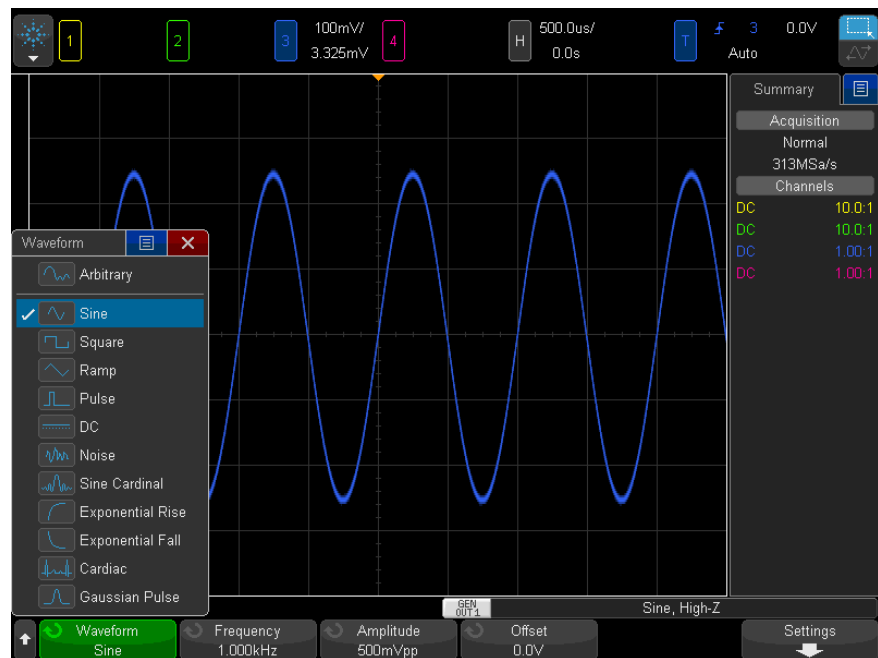 1
2
3
100mV/
3.325mV
4
H
500.0us/
0.0s
T
3
0.0V
Auto
Summary
Acquisition
Normal
313MSa/s
Channels
DC 10.0:1
DC 10.0:1
DC 1.00:1
DC 1.00:1
Waveform
Arbitrary
Sine
Square
Ramp
Pulse
DC
Noise
Sine Cardinal
Exponential Rise
Exponential Fall
Cardiac
Gaussian Pulse
GEN
OUT1
Sine, High-Z
Waveform
Sine
Frequency
1.000kHz
Amplitude
500mVpp
Offset
0.0V
Settings